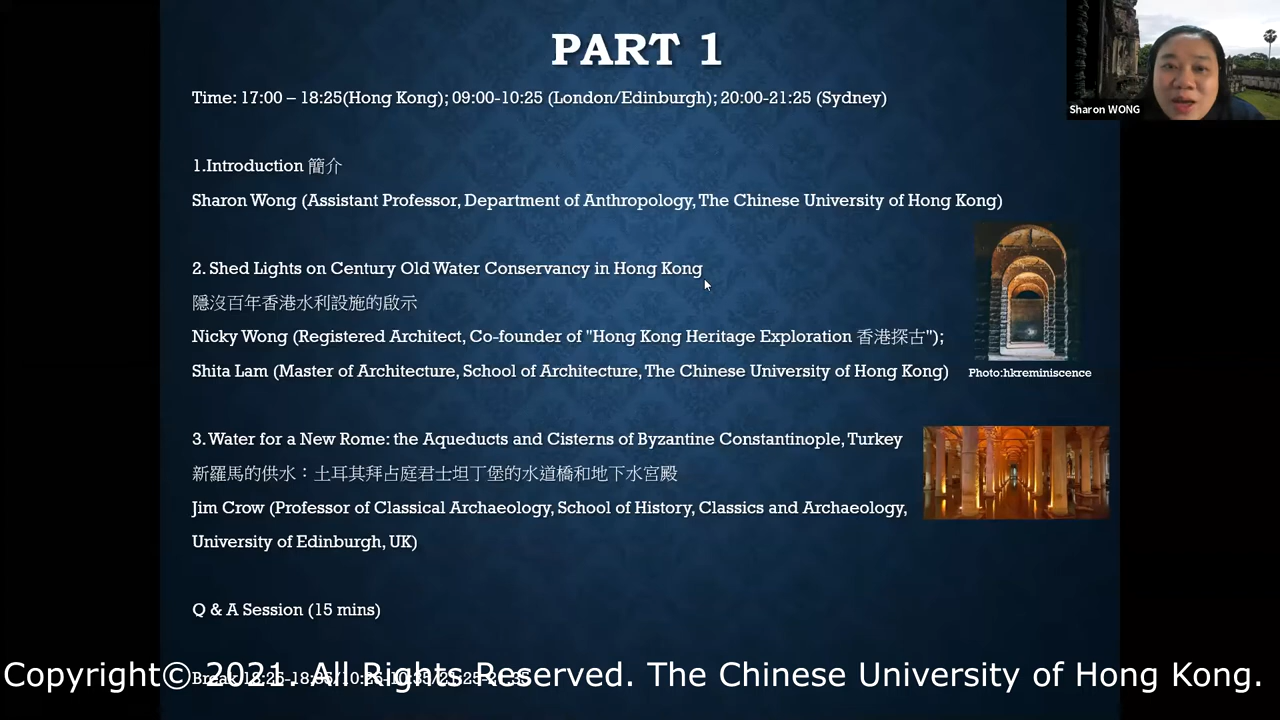 PART 1
Time: 17:00 – 18:25(Hong Kong); 09:00-10:25 (London/Edinburgh); 20:00-21:25 (Sydney)
Sharon WONG
1.Introduction 簡介
Sharon Wong (Assistant Professor, Department of Anthropology, The Chinese University of Hong Kong)
2. Shed Lights on Century Old Water Conservancy in Hong Kong
隱沒百年香港水利設施的啟示
Nicky Wong (Registered Architect, Co-founder of "Hong Kong Heritage Exploration 香港探古");
Shita Lam (Master of Architecture, School of Architecture, The Chinese University of Hong Kong)
Photo:hkreminiscence
3. Water for a New Rome: the Aqueducts and Cisterns of Byzantine Constantinople, Turkey
新羅馬的供水：土耳其拜占庭君士坦丁堡的水道橋和地下水宮殿
Jim Crow (Professor of Classical Archaeology, School of History, Classics and Archaeology,
University of Edinburgh, UK)
Q & A Session (15 mins)
Break
Copyright© 2021. All Rights Reserved. The Chinese University of Hong Kong.